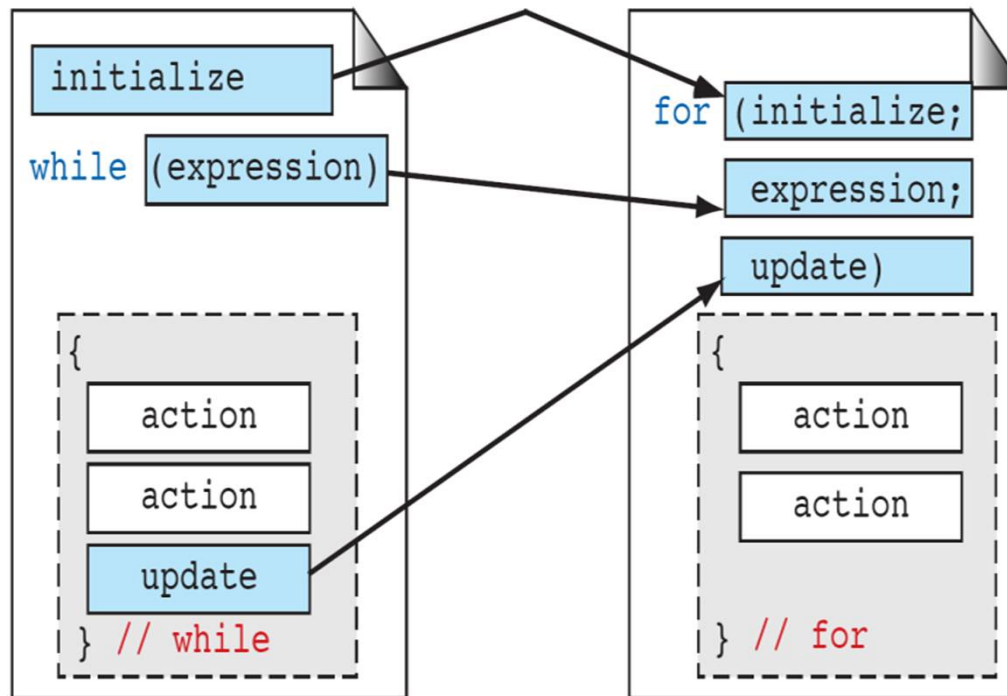 initialize
while (expression)
{
action
action
update
} // while
for (initialize;
expression;
update)
{
action
action
} // for